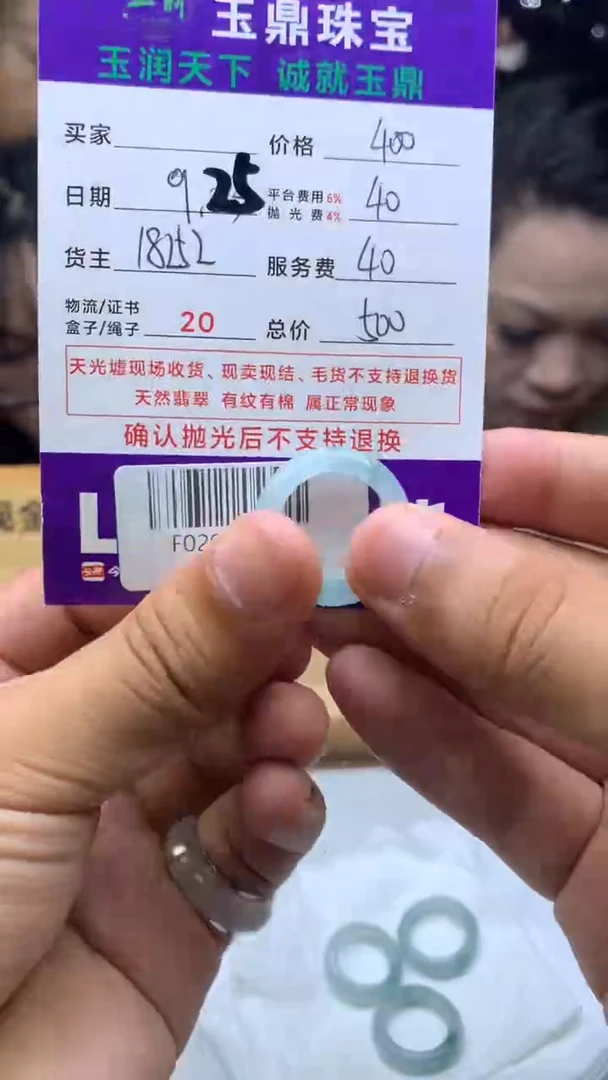 玉鼎珠宝
玉润天下 诚就玉鼎
买家 价格 400
日期 9.25 平台费用6% 抛光费4% 40
货主 18252 服务费 40
物流/证书
盒子/绳子 20 总价 500
天光墟现场收货、现卖现结、毛货不支持退换货
天然翡翠 有纹有棉 属正常现象
确认抛光后不支持退换
F02